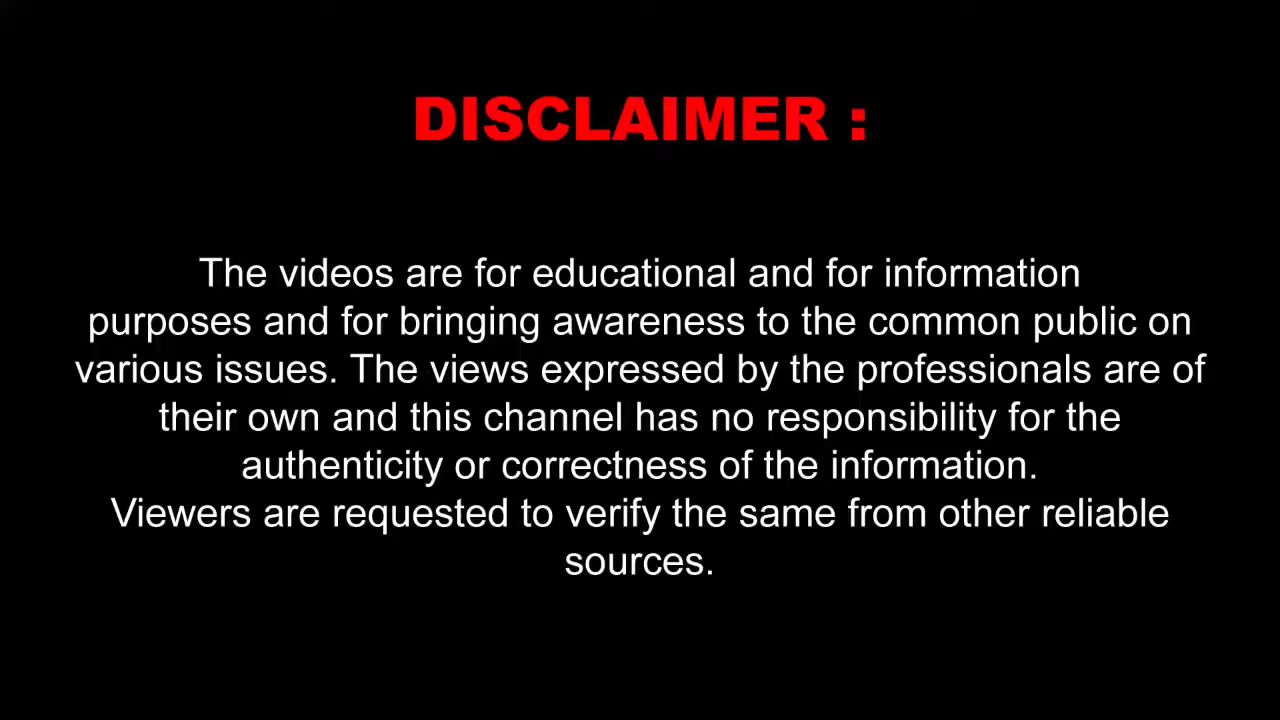 DISCLAIMER :
The videos are for educational and for information
purposes and for bringing awareness to the common public on
various issues. The views expressed by the professionals are of
their own and this channel has no responsibility for the
authenticity or correctness of the information.
Viewers are requested to verify the same from other reliable
sources.